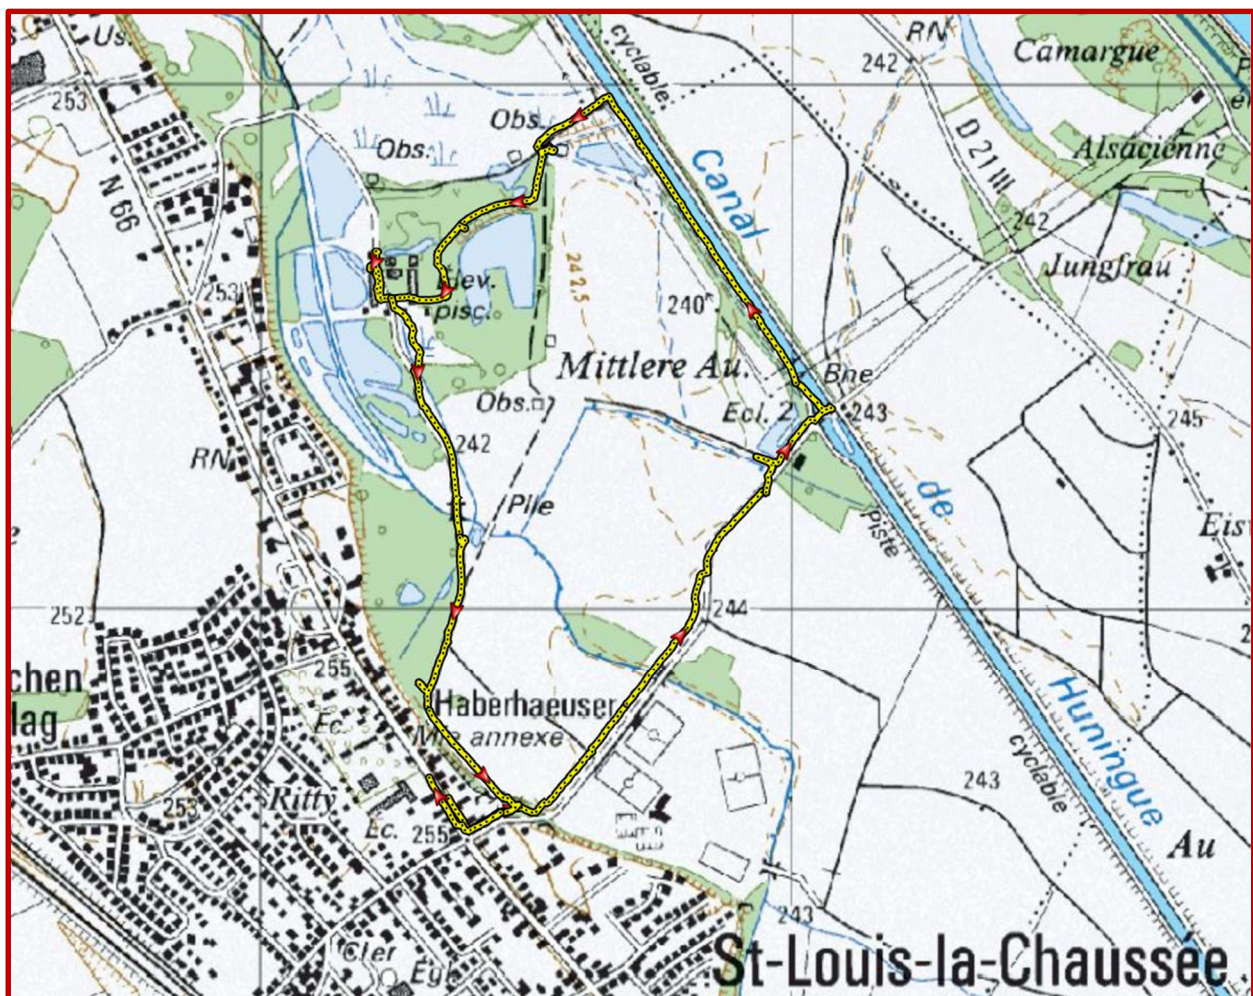 Us.
cyclable
RN
242
Camargue
253
Obs.
D 21 III
Alsacienne
Obs.
N 66
Canal
242
Jungfrau
253
Elev.
pisc.
242,5
240
Mittlere Au.
Bne
Obs.
Ecl. 2
243
245
242
RN
Plle
de
Piste
252
244
chen
255
lag
Haberhaeuser
Mne annexe
Ec.
Huningue
cyclable
253
Ritty
243
Ec.
255
Au
243
St-Louis-la-Chaussée